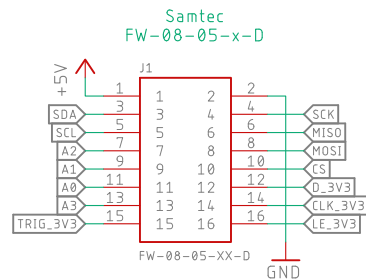 Samtec
FW-08-05-x-D
+5V
J1
1 1 2 2
SDA 3 3 4 4 SCK
SCL 5 5 6 6 MISO
A2 7 7 8 8 MOSI
A1 9 9 10 10 CS
A0 11 11 12 12 D_3V3
A3 13 13 14 14 CLK_3V3
TRIG_3V3 15 15 16 16 LE_3V3
FW-08-05-XX-D
GND